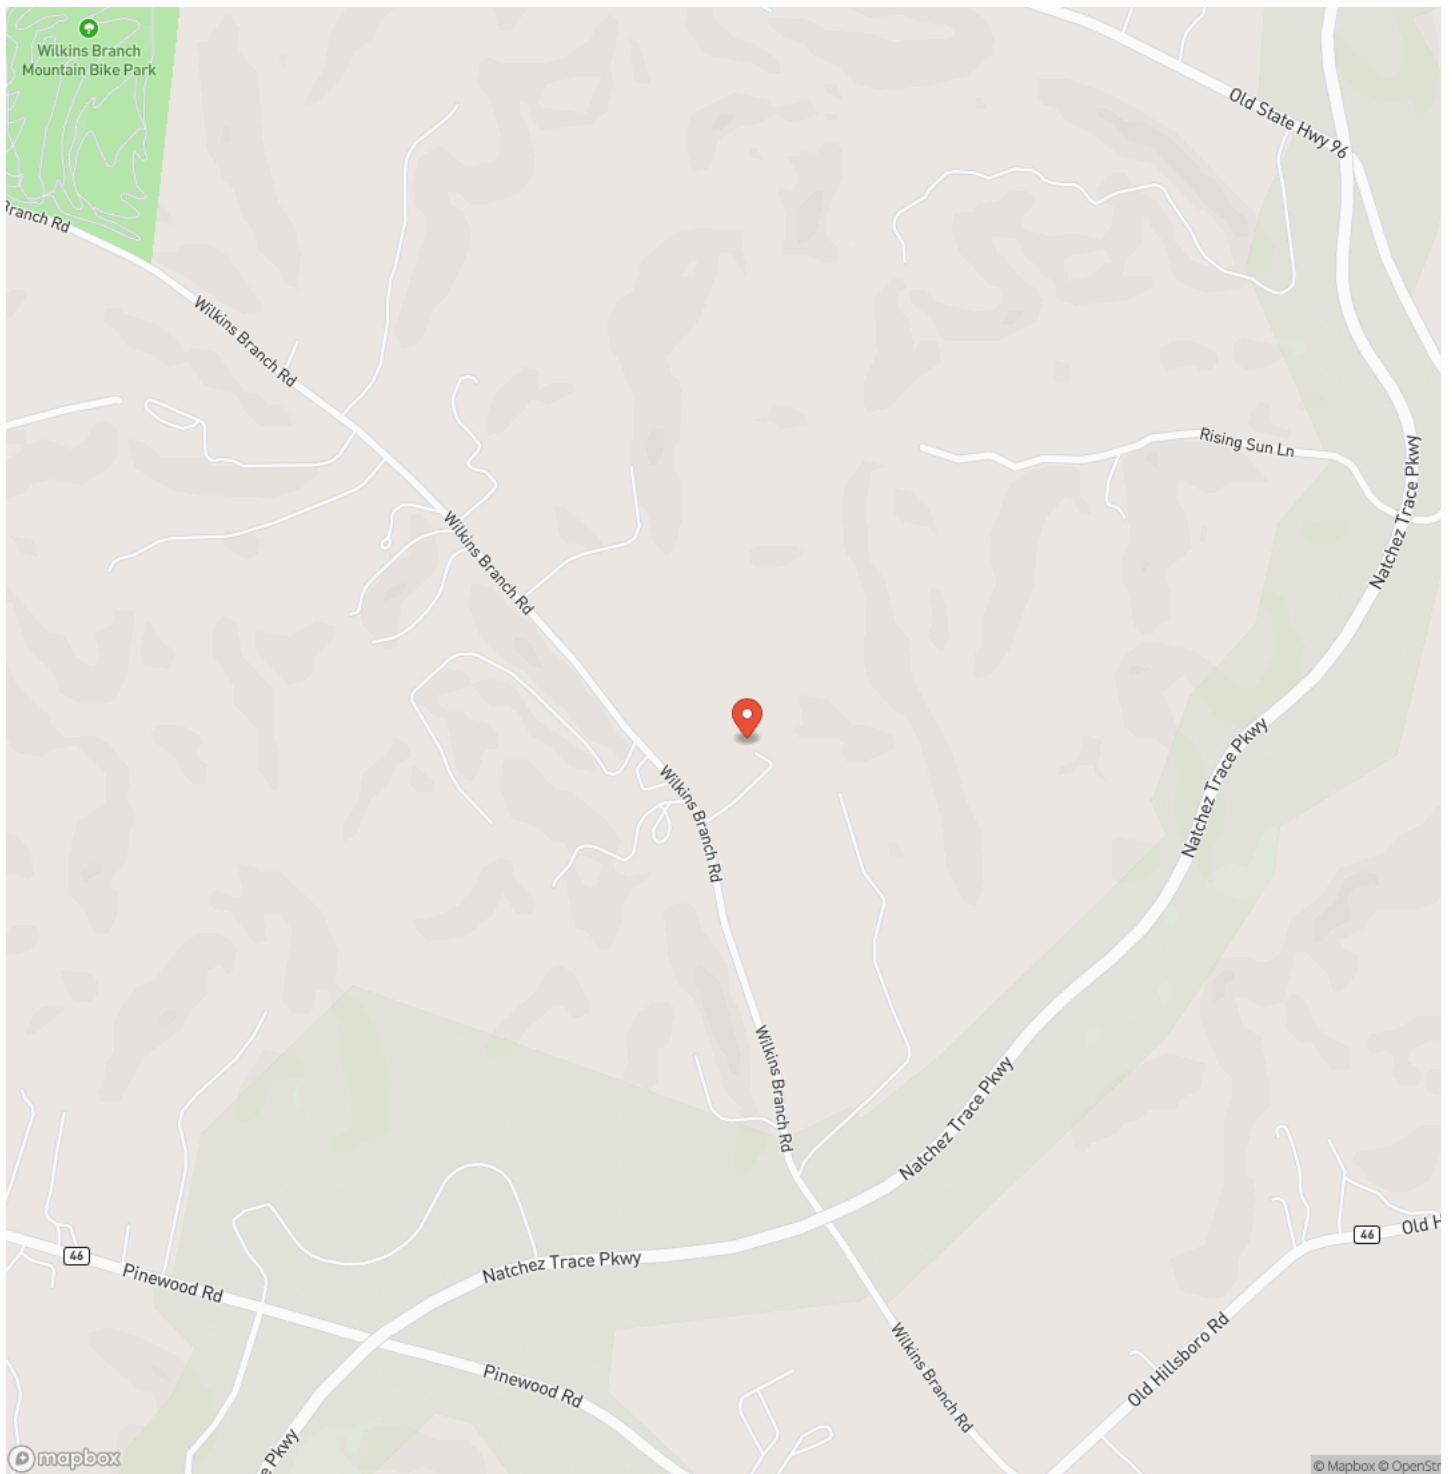 Wilkins Branch
Mountain Bike Park
Old State Hwy 96
Branch Rd
Wilkins Branch Rd
Rising Sun Ln
Natchez Trace Pkwy
Wilkins Branch Rd
Natchez Trace Pkwy
Wilkins Branch Rd
Wilkins Branch Rd
Natchez Trace Pkwy
46
Pinewood Rd
Natchez Trace Pkwy
46
Old H
Old Hillsboro Rd
Wilkins Branch Rd
Pinewood Rd
e Pkwy
mapbox
© Mapbox © OpenStr